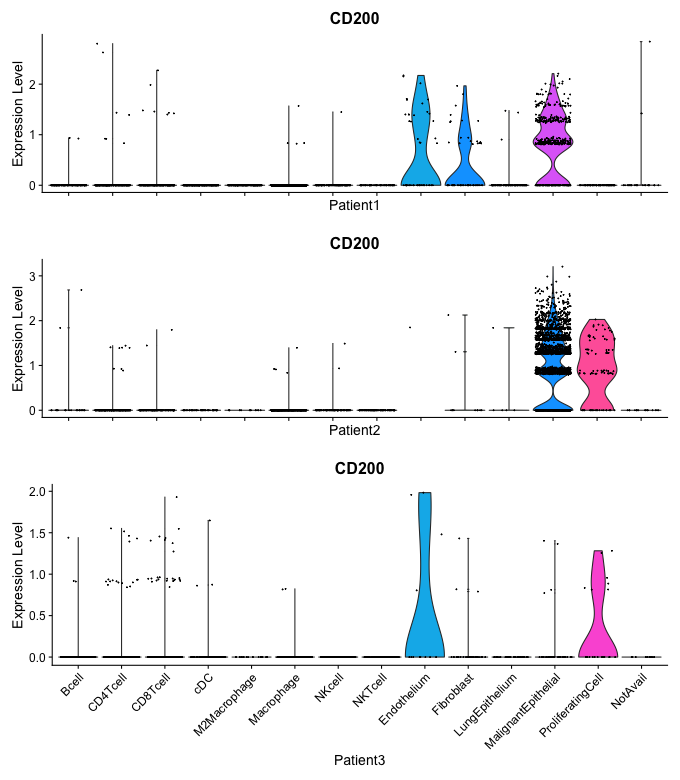 CD200
Expression Level
2
1
0
Patient1
CD200
Expression Level
3
2
1
0
Patient2
CD200
Expression Level
2.0
1.5
1.0
0.5
0.0
Bcell
CD4Tcell
CD8Tcell
cDC
M2Macrophage
Macrophage
NKcell
NKTcell
Endothelium
Fibroblast
LungEpithelium
MalignantEpithelial
ProliferatingCell
NotAvail
Patient3